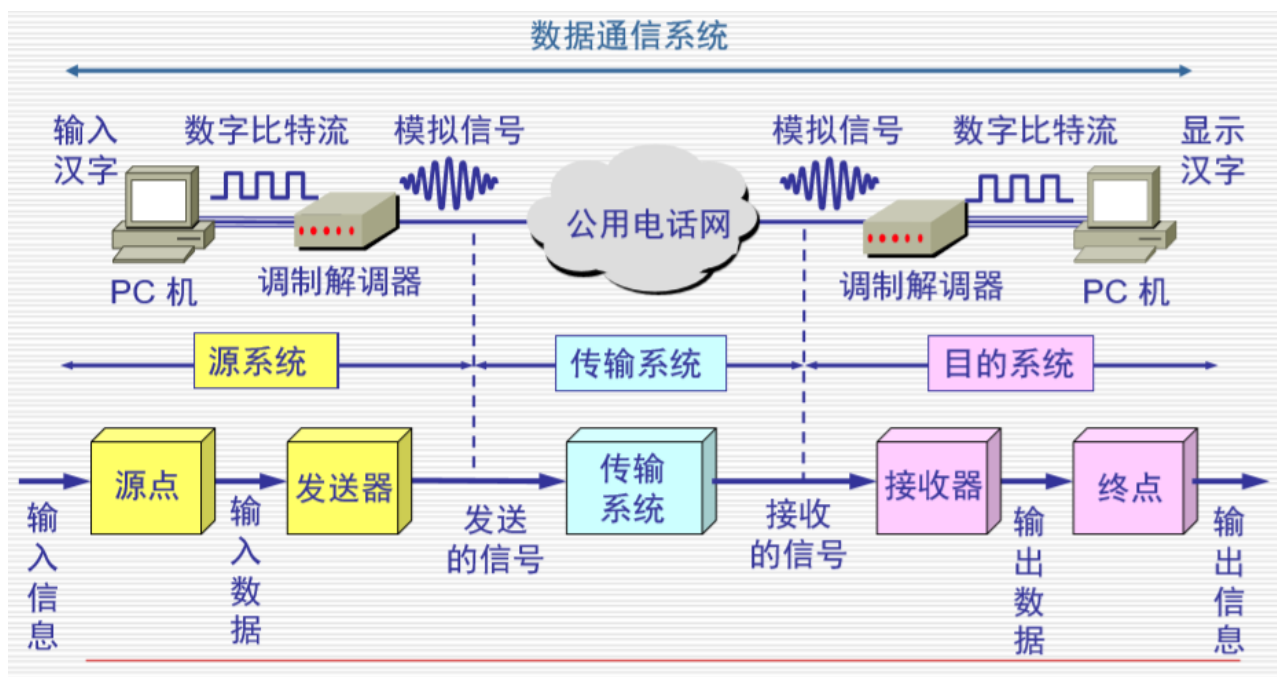 数据通信系统
输入
汉字
数字比特流
模拟信号
模拟信号
数字比特流
显示
汉字
公用电话网
PC 机
调制解调器
调制解调器
PC 机
源系统
传输系统
目的系统
源点
发送器
传输
系统
接收器
终点
输入信息
输入数据
发送
的信号
接收
的信号
输出数据
输出信息